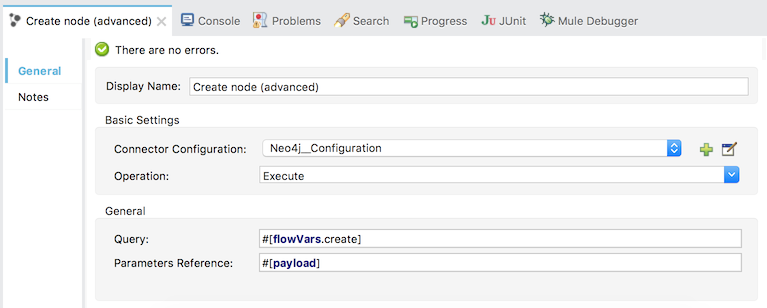 Create node (advanced) Console Problems Search Progress JUnit Mule Debugger
There are no errors.
General
Notes
Display Name: Create node (advanced)
Basic Settings
Connector Configuration: Neo4j__Configuration
Operation: Execute
General
Query: #[flowVars.create]
Parameters Reference: #[payload]